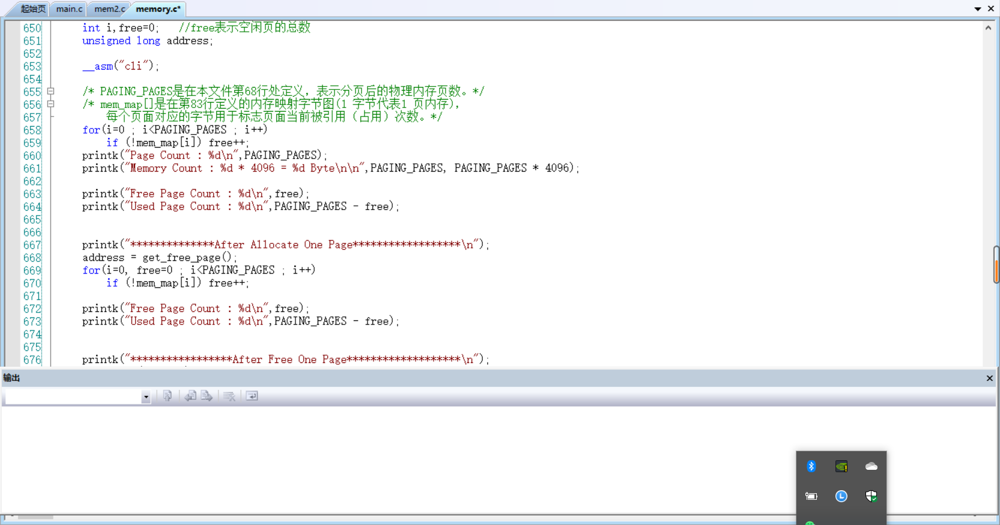 起始页 main.c mem2.c memory.c*
650 int i,free=0; //free表示空闲页的总数
651 unsigned long address;
652
653 __asm("cli");
654
655 /* PAGING_PAGES是在本文件第68行处定义，表示分页后的物理内存页数。*/
656 /* mem_map[]是在第83行定义的内存映射字节图(1 字节代表1 页内存),
657 每个页面对应的字节用于标志页面当前被引用（占用）次数。*/
658 for(i=0 ; i<PAGING_PAGES ; i++)
659 if (!mem_map[i]) free++;
660 printk("Page Count : %d\n",PAGING_PAGES);
661 printk("Memory Count : %d * 4096 = %d Byte\n\n",PAGING_PAGES, PAGING_PAGES * 4096);
662
663 printk("Free Page Count : %d\n",free);
664 printk("Used Page Count : %d\n",PAGING_PAGES - free);
665
666
667 printk("**************After Allocate One Page******************\n");
668 address = get_free_page();
669 for(i=0, free=0 ; i<PAGING_PAGES ; i++)
670 if (!mem_map[i]) free++;
671
672 printk("Free Page Count : %d\n",free);
673 printk("Used Page Count : %d\n",PAGING_PAGES - free);
674
675
676 printk("*****************After Free One Page*******************\n");
输出